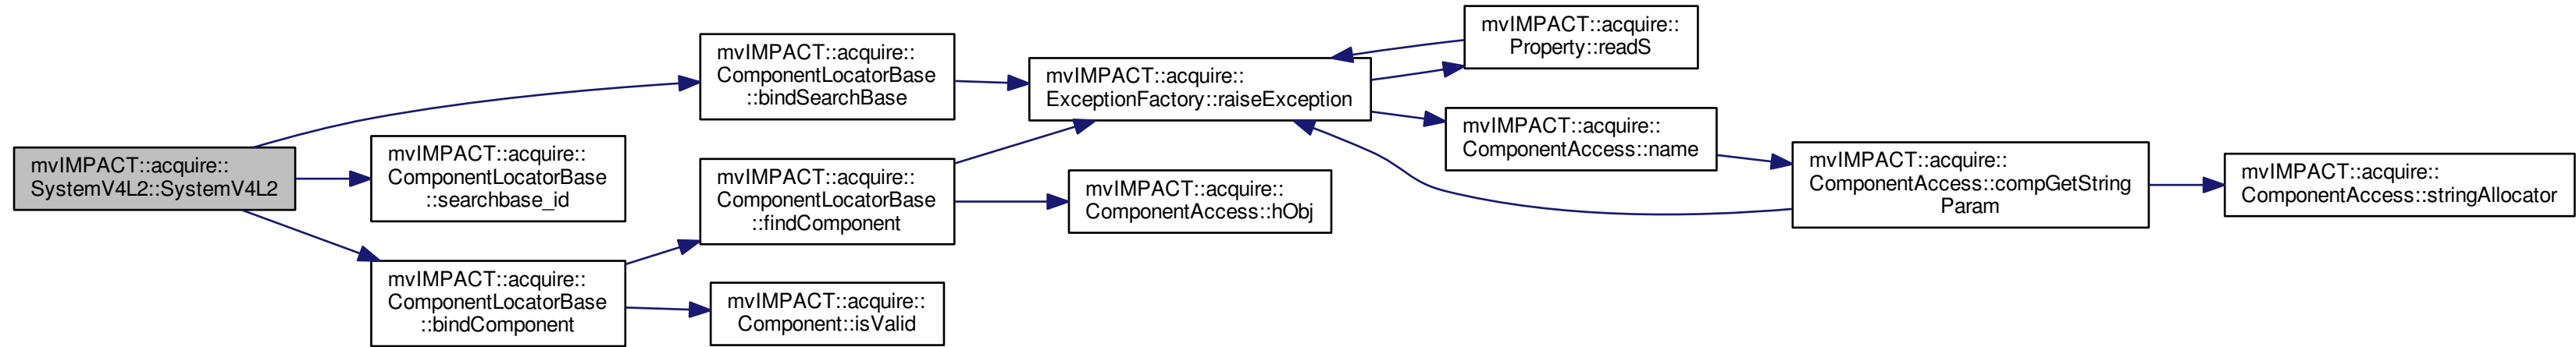 mvIMPACT::acquire::
SystemV4L2::SystemV4L2
mvIMPACT::acquire::
ComponentLocatorBase
::bindSearchBase
mvIMPACT::acquire::
ComponentLocatorBase
::searchbase_id
mvIMPACT::acquire::
ComponentLocatorBase
::bindComponent
mvIMPACT::acquire::
ComponentLocatorBase
::findComponent
mvIMPACT::acquire::
Component::isValid
mvIMPACT::acquire::
ExceptionFactory::raiseException
mvIMPACT::acquire::
ComponentAccess::hObj
mvIMPACT::acquire::
Property::readS
mvIMPACT::acquire::
ComponentAccess::name
mvIMPACT::acquire::
ComponentAccess::compGetString
Param
mvIMPACT::acquire::
ComponentAccess::stringAllocator